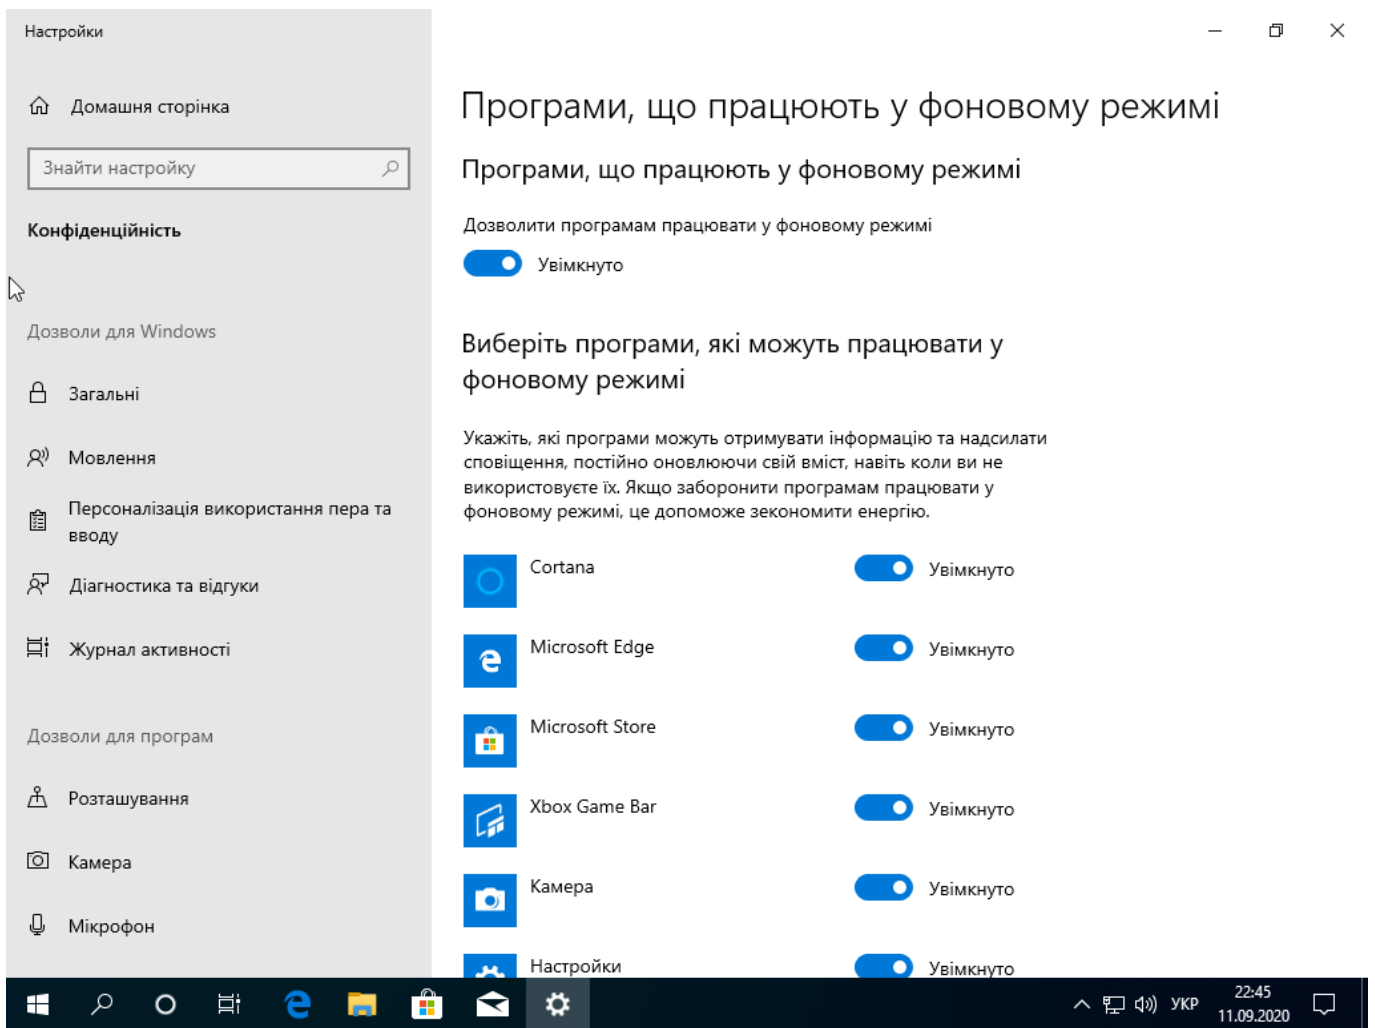 Настройки
Домашня сторінка
Знайти настройку
Конфіденційність
Дозволи для Windows
Загальні
Мовлення
Персоналізація використання пера та
вводу
Діагностика та відгуки
Журнал активності
Дозволи для програм
Розташування
Камера
Мікрофон
Програми, що працюють у фоновому режимі
Програми, що працюють у фоновому режимі
Дозволити програмам працювати у фоновому режимі
Увімкнуто
Виберіть програми, які можуть працювати у
фоновому режимі
Укажіть, які програми можуть отримувати інформацію та надсилати
сповіщення, постійно оновлюючи свій вміст, навіть коли ви не
використовуєте їх. Якщо заборонити програмам працювати у
фоновому режимі, це допоможе зекономити енергію.
Cortana Увімкнуто
Microsoft Edge Увімкнуто
Microsoft Store Увімкнуто
Xbox Game Bar Увімкнуто
Камера Увімкнуто
Настройки Увімкнуто
УКР
22:45
11.09.2020